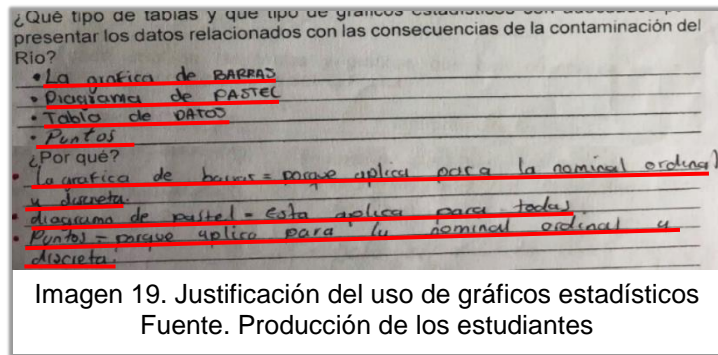 ¿Qué tipo de tablas y que tipo de gráficos estadísticos son adecuados
presentar los datos relacionados con las consecuencias de la contaminación del
Río?
• La grafica de BARRAS
• Diagrama de PASTEL
• Tabla de DATOS
• Puntos
¿Por qué?
• La grafica de barras = porque aplica para la nominal ordinal
y discreta.
• diagrama de pastel = esta aplica para todas
• Puntos = porque aplica para la nominal ordinal y
discreta.
Imagen 19. Justificación del uso de gráficos estadísticos
Fuente. Producción de los estudiantes